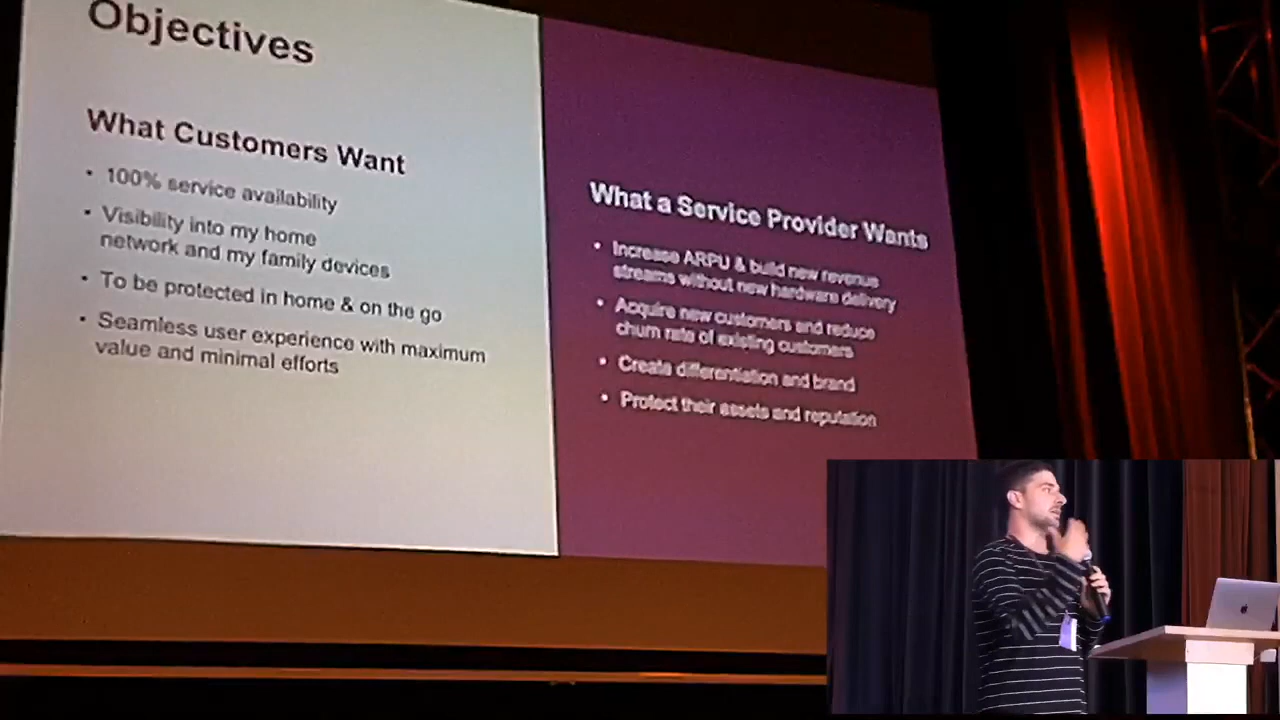 Objectives
What Customers Want
• 100% service availability
• Visibility into my home
network and my family devices
• To be protected in home & on the go
• Seamless user experience with maximum
value and minimal efforts
What a Service Provider Wants
• Increase ARPU & build new revenue
streams without new hardware delivery
• Acquire new customers and reduce
churn rate of existing customers
• Create differentiation and brand
• Protect their assets and reputation